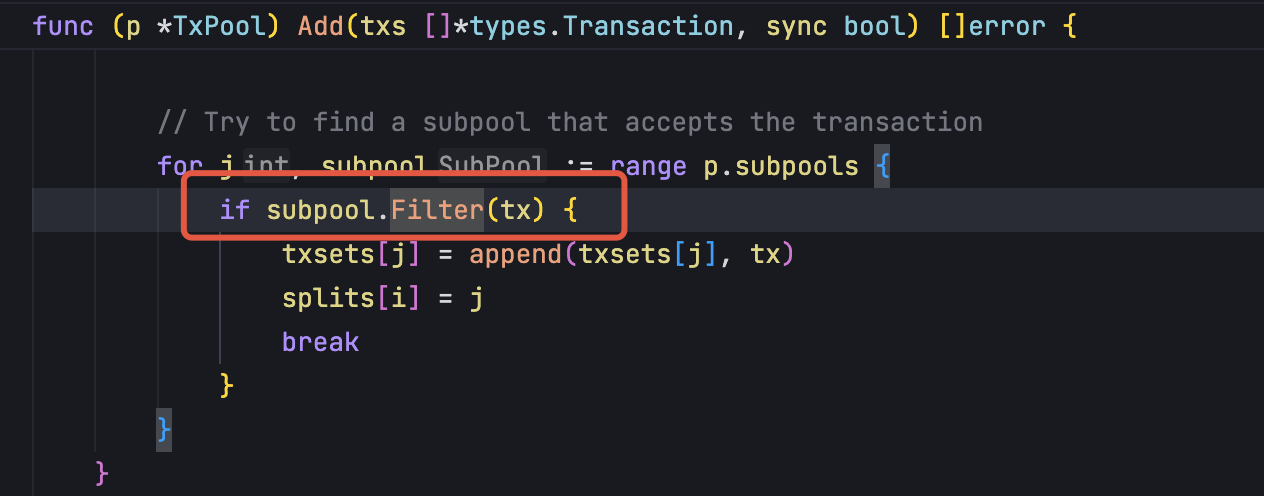 func (p *TxPool) Add(txs []*types.Transaction, sync bool) []error {
// Try to find a subpool that accepts the transaction
for j int, subpool SubPool := range p.subpools {
if subpool.Filter(tx) {
txsets[j] = append(txsets[j], tx)
splits[i] = j
break
}
}
}